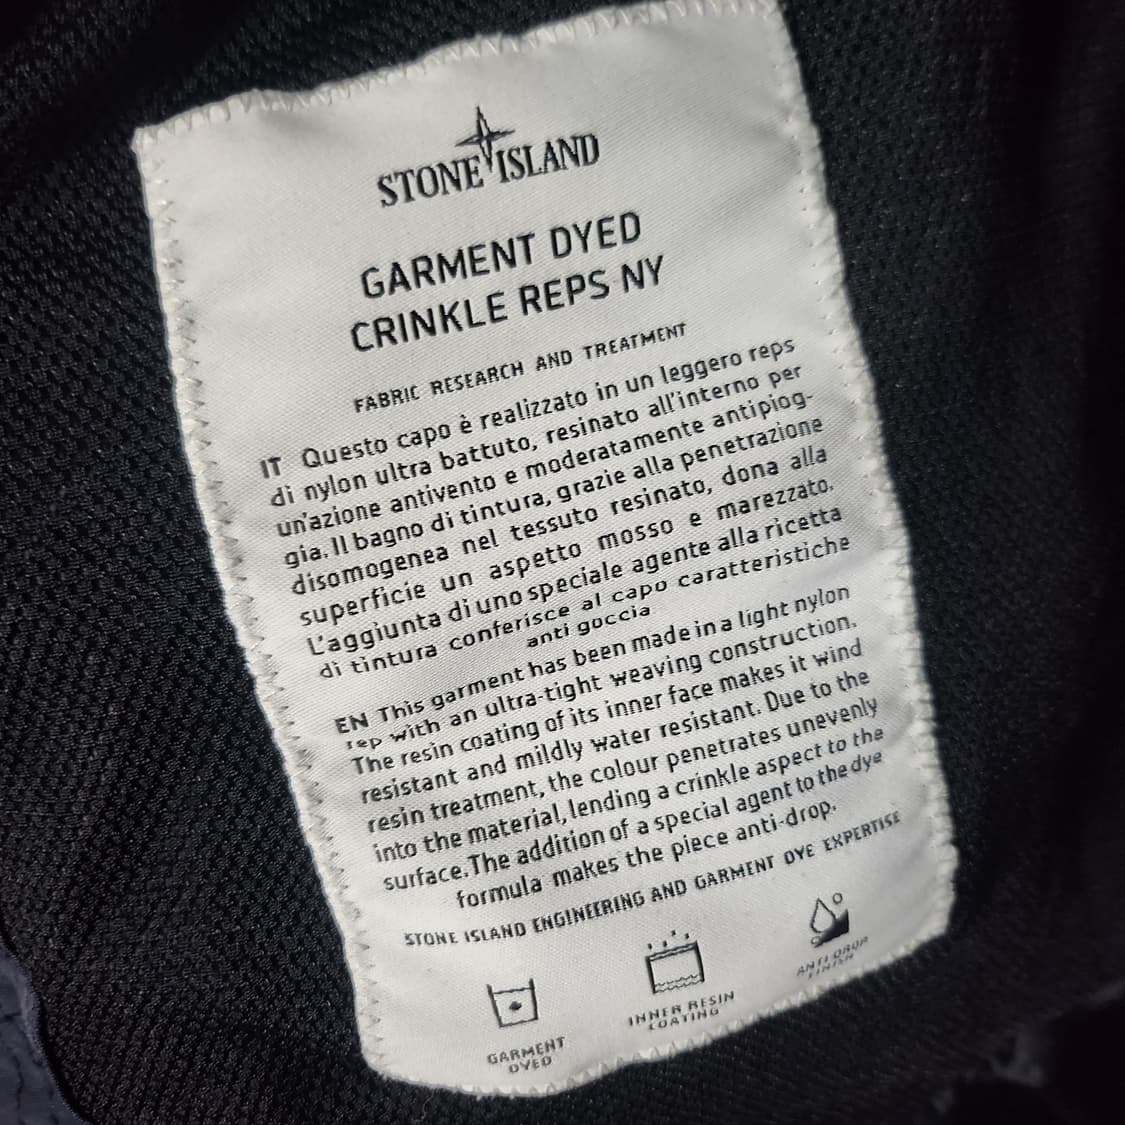 STONE ISLAND
GARMENT DYED
CRINKLE REPS NY
FABRIC RESEARCH AND TREATMENT
IT Questo capo è realizzato in un leggero reps
di nylon ultra battuto, resinato all'interno per
un'azione antivento e moderatamente antipiog-
gia. Il bagno di tintura, grazie alla penetrazione
disomogenea nel tessuto resinato, dona alla
superficie un aspetto mosso e marezzato.
L'aggiunta di uno speciale agente alla ricetta
di tintura conferisce al capo caratteristiche
anti goccia
EN This garment has been made in a light nylon
rep with an ultra-tight weaving construction.
The resin coating of its inner face makes it wind
resistant and mildly water resistant. Due to the
resin treatment, the colour penetrates unevenly
into the material, lending a crinkle aspect to the
surface. The addition of a special agent to the dye
formula makes the piece anti-drop.
STONE ISLAND ENGINEERING AND GARMENT DYE EXPERTISE
GARMENT
DYED
INNER RESIN
COATING
ANTI DROP
FINISH